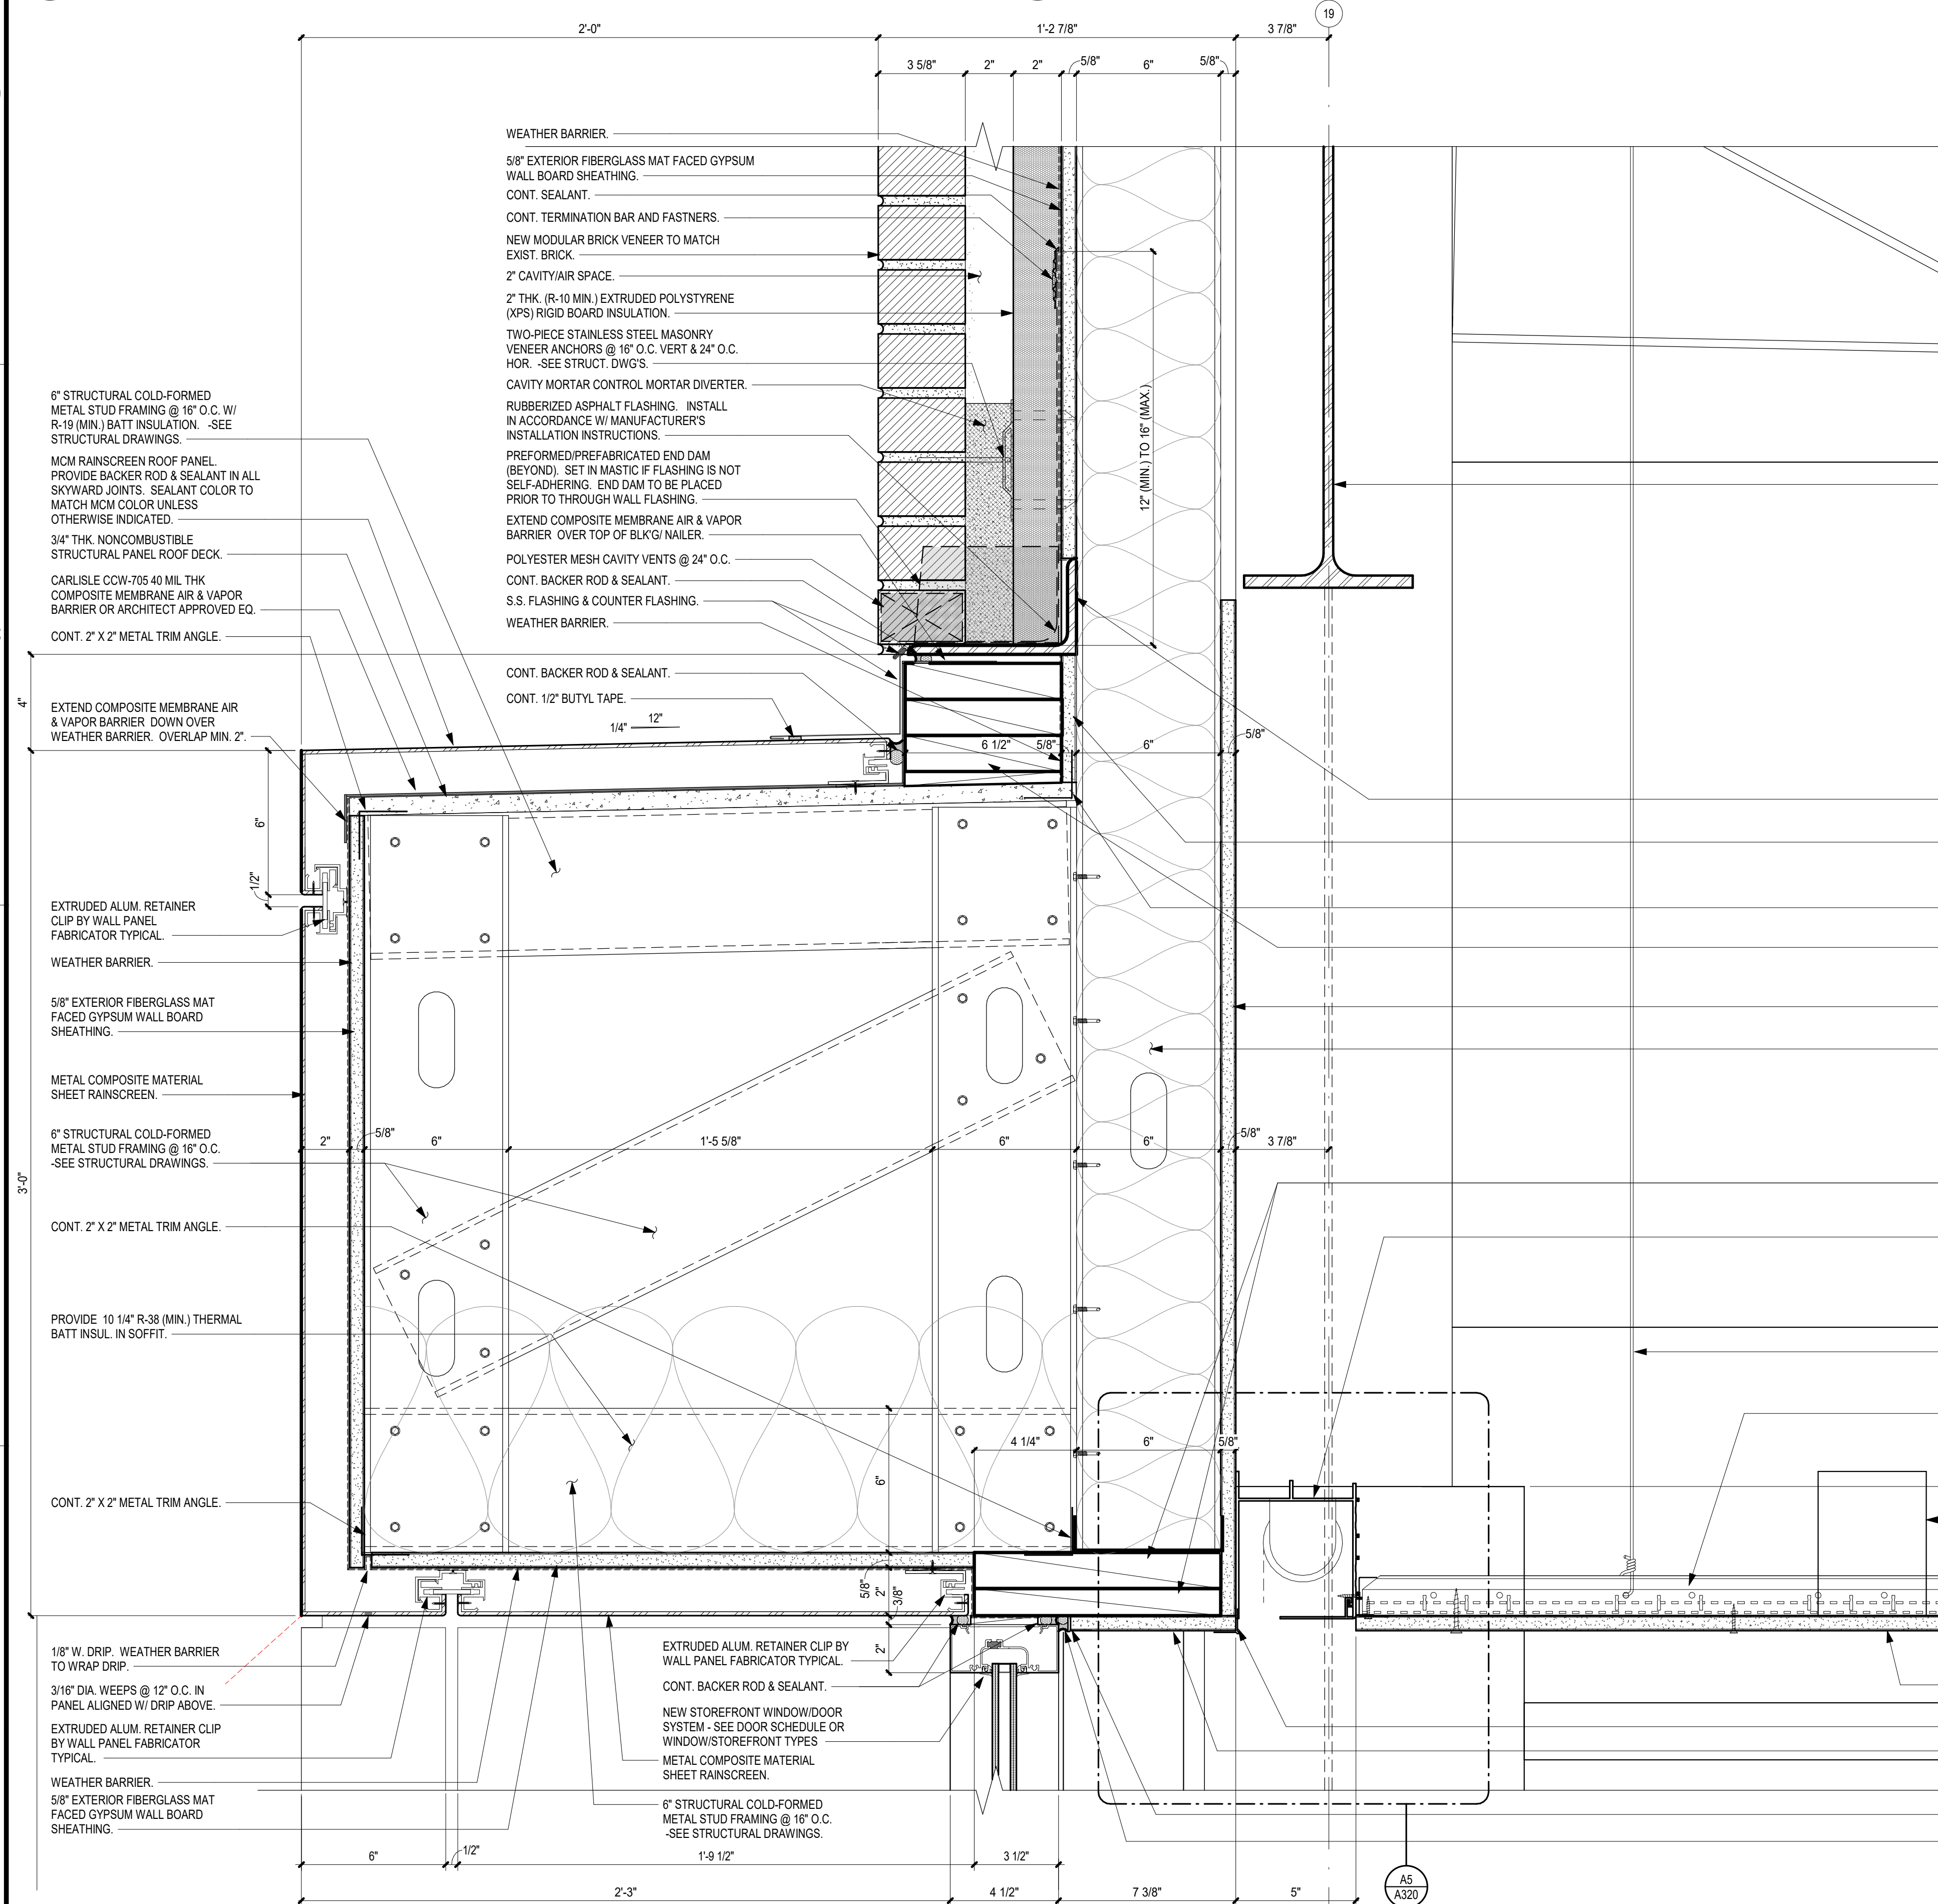 19
2'-0"
1'-2 7/8"
3 7/8"
3 5/8"
2"
2"
5/8"
6"
5/8"
WEATHER BARRIER.
5/8" EXTERIOR FIBERGLASS MAT FACED GYPSUM
WALL BOARD SHEATHING.
CONT. SEALANT.
CONT. TERMINATION BAR AND FASTNERS.
NEW MODULAR BRICK VENEER TO MATCH
EXIST. BRICK.
2" CAVITY/AIR SPACE.
2" THK. (R-10 MIN.) EXTRUDED POLYSTYRENE
(XPS) RIGID BOARD INSULATION.
TWO-PIECE STAINLESS STEEL MASONRY
VENEER ANCHORS @ 16" O.C. VERT & 24" O.C.
HOR. -SEE STRUCT. DWG'S.
CAVITY MORTAR CONTROL MORTAR DIVERTER.
RUBBERIZED ASPHALT FLASHING. INSTALL
IN ACCORDANCE W/ MANUFACTURER'S
INSTALLATION INSTRUCTIONS.
PREFORMED/PREFABRICATED END DAM
(BEYOND). SET IN MASTIC IF FLASHING IS NOT
SELF-ADHERING. END DAM TO BE PLACED
PRIOR TO THROUGH WALL FLASHING.
EXTEND COMPOSITE MEMBRANE AIR & VAPOR
BARRIER OVER TOP OF BLK'G/ NAILER.
POLYESTER MESH CAVITY VENTS @ 24" O.C.
CONT. BACKER ROD & SEALANT.
S.S. FLASHING & COUNTER FLASHING.
WEATHER BARRIER.
CONT. BACKER ROD & SEALANT.
CONT. 1/2" BUTYL TAPE.
12"
1/4"
12" (MIN.) TO 16" (MAX.)
6" STRUCTURAL COLD-FORMED
METAL STUD FRAMING @ 16" O.C. W/
R-19 (MIN.) BATT INSULATION. -SEE
STRUCTURAL DRAWINGS.
MCM RAINSCREEN ROOF PANEL.
PROVIDE BACKER ROD & SEALANT IN ALL
SKYWARD JOINTS. SEALANT COLOR TO
MATCH MCM COLOR UNLESS
OTHERWISE INDICATED.
3/4" THK. NONCOMBUSTIBLE
STRUCTURAL PANEL ROOF DECK.
CARLISLE CCW-705 40 MIL THK
COMPOSITE MEMBRANE AIR & VAPOR
BARRIER OR ARCHITECT APPROVED EQ.
CONT. 2" X 2" METAL TRIM ANGLE.
4"
EXTEND COMPOSITE MEMBRANE AIR
& VAPOR BARRIER DOWN OVER
WEATHER BARRIER. OVERLAP MIN. 2".
6 1/2"
5/8"
6"
5/8"
6"
1/2"
EXTRUDED ALUM. RETAINER
CLIP BY WALL PANEL
FABRICATOR TYPICAL.
WEATHER BARRIER.
5/8" EXTERIOR FIBERGLASS MAT
FACED GYPSUM WALL BOARD
SHEATHING.
METAL COMPOSITE MATERIAL
SHEET RAINSCREEN.
6" STRUCTURAL COLD-FORMED
METAL STUD FRAMING @ 16" O.C.
-SEE STRUCTURAL DRAWINGS.
3'-0"
2"
5/8"
6"
1'-5 5/8"
6"
6"
5/8"
3 7/8"
CONT. 2" X 2" METAL TRIM ANGLE.
PROVIDE 10 1/4" R-38 (MIN.) THERMAL
BATT INSUL. IN SOFFIT.
4 1/4"
6"
5/8"
6"
CONT. 2" X 2" METAL TRIM ANGLE.
5/8"
2"
3/8"
2"
1/8" W. DRIP. WEATHER BARRIER
TO WRAP DRIP.
3/16" DIA. WEEPS @ 12" O.C. IN
PANEL ALIGNED W/ DRIP ABOVE.
EXTRUDED ALUM. RETAINER CLIP
BY WALL PANEL FABRICATOR
TYPICAL.
WEATHER BARRIER.
5/8" EXTERIOR FIBERGLASS MAT
FACED GYPSUM WALL BOARD
SHEATHING.
EXTRUDED ALUM. RETAINER CLIP BY
WALL PANEL FABRICATOR TYPICAL.
CONT. BACKER ROD & SEALANT.
NEW STOREFRONT WINDOW/DOOR
SYSTEM - SEE DOOR SCHEDULE OR
WINDOW/STOREFRONT TYPES
METAL COMPOSITE MATERIAL
SHEET RAINSCREEN.
6" STRUCTURAL COLD-FORMED
METAL STUD FRAMING @ 16" O.C.
-SEE STRUCTURAL DRAWINGS.
6"
1/2"
1'-9 1/2"
3 1/2"
2'-3"
4 1/2"
7 3/8"
5"
A5
A320